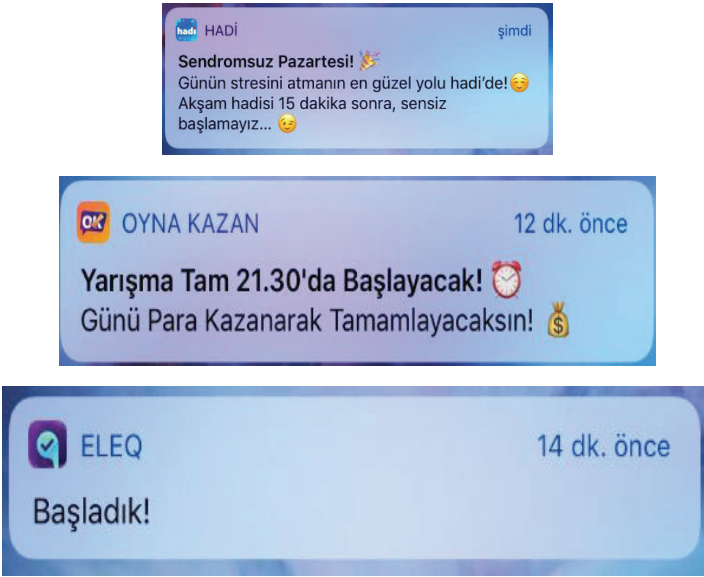 hadi HADİ şimdi
Sendromsuz Pazartesi! 🎉
Günün stresini atmanın en güzel yolu hadi’de!☺️
Akşam hadisi 15 dakika sonra, sensiz
başlamayız... 😉
OK OYNA KAZAN 12 dk. önce
Yarışma Tam 21.30'da Başlayacak! ⏰
Günü Para Kazanarak Tamamlayacaksın! 💰
ELEQ 14 dk. önce
Başladık!